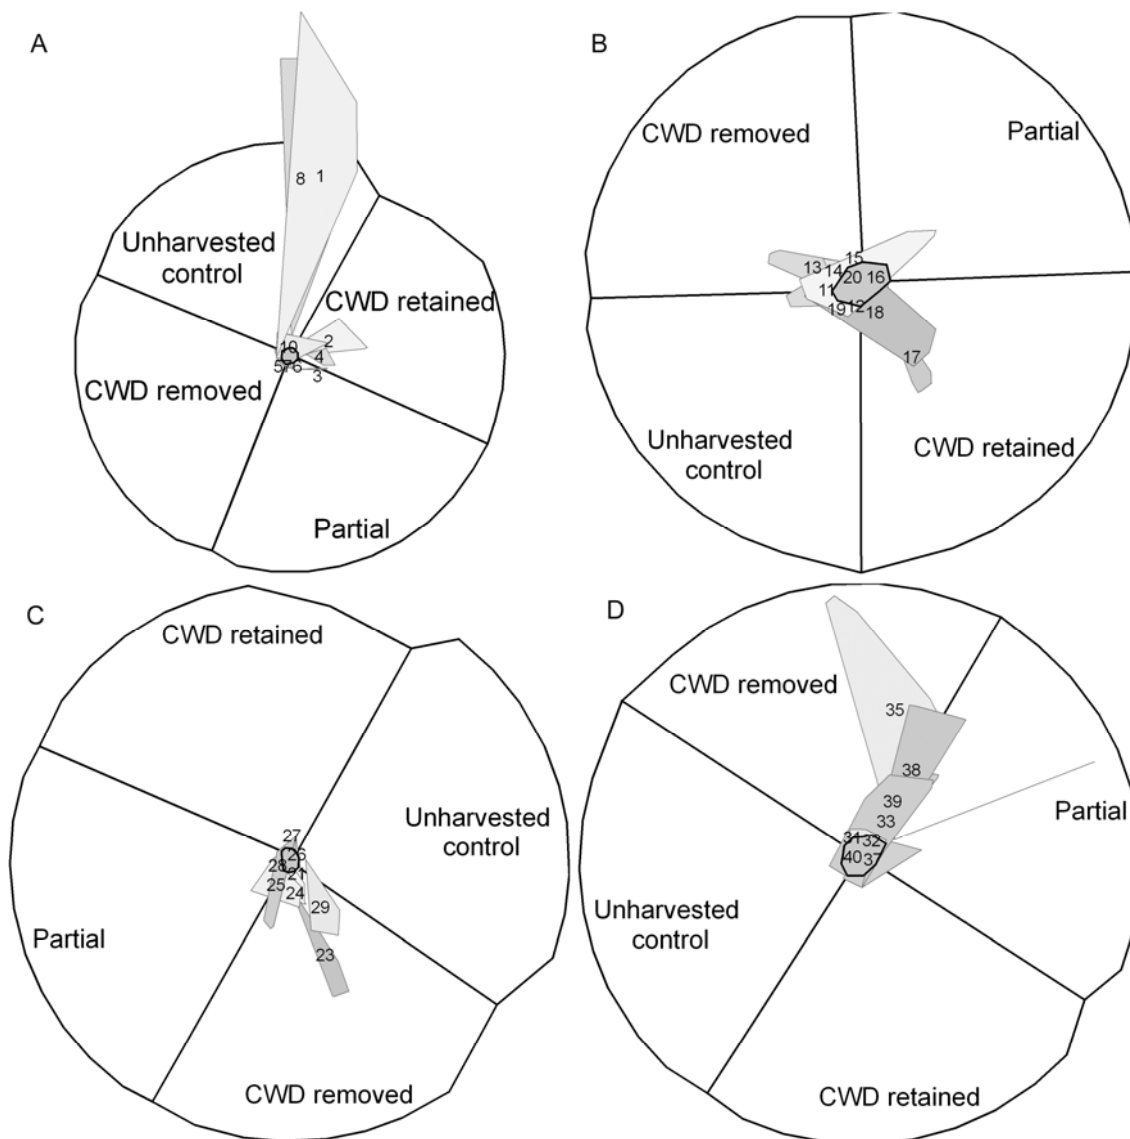 A
8 1
Unharvested
control
CWD retained
10 2
4
5 7 6
3
CWD removed
Partial
B
CWD removed
Partial
15
13 14
20 16
11
19 12 18
17
Unharvested
control
CWD retained
C
CWD retained
27
26
28
21
25 24
29
23
Unharvested
control
Partial
CWD removed
D
CWD removed
35
38
39
33
31 32
40 37
Partial
Unharvested
control
CWD retained